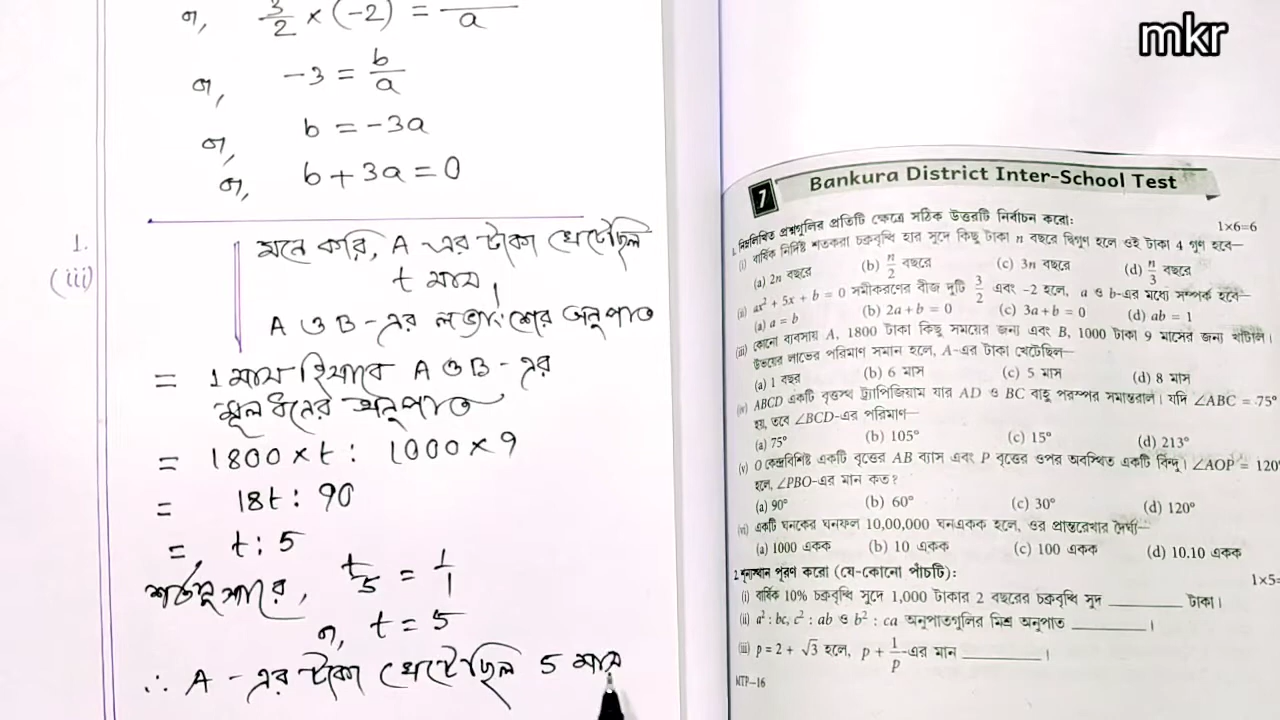 mkr
বা, 3/2 × (-2) = /a
বা, -3 = b/a
বা, b = -3a
বা, b + 3a = 0
1.
(iii)
মনে করি, A এর টাকা খেটেছিল
t মাস।
A ও B-এর লভ্যাংশের অনুপাত
= 1 মাস হিসাবে A ও B-এর
মূলধনের অনুপাত
= 1800 × t : 1000 × 9
= 18t : 90
= t : 5
শর্তানুসারে, t/5 = 1/1
বা, t = 5
∴ A-এর টাকা খেটেছিল 5 মাস
7 Bankura District Inter-School Test
1. নিম্নলিখিত প্রশ্নগুলির প্রতিটি ক্ষেত্রে সঠিক উত্তরটি নির্বাচন করো: 1×6=6
(i) বার্ষিক নির্দিষ্ট শতকরা চক্রবৃদ্ধি হার সুদে কিছু টাকা n বছরে দ্বিগুণ হলে ওই টাকা 4 গুণ হবে—
(a) 2n বছরে (b) n/2 বছরে (c) 3n বছরে (d) n/3 বছরে
(ii) ax² + 5x + b = 0 সমীকরণের বীজ দুটি 3/2 এবং -2 হলে, a ও b-এর মধ্যে সম্পর্ক হবে—
(a) a = b (b) 2a + b = 0 (c) 3a + b = 0 (d) ab = 1
(iii) কোনো ব্যবসায় A, 1800 টাকা কিছু সময়ের জন্য এবং B, 1000 টাকা 9 মাসের জন্য খাটাল।
উভয়ের লাভের পরিমাণ সমান হলে, A-এর টাকা খেটেছিল—
(a) 1 বছর (b) 6 মাস (c) 5 মাস (d) 8 মাস
(iv) ABCD একটি বৃত্তস্থ ট্রাপিজিয়াম যার AD ও BC বাহু পরস্পর সমান্তরাল। যদি ∠ABC = 75°
হয়, তবে ∠BCD-এর পরিমাণ—
(a) 75° (b) 105° (c) 15° (d) 213°
(v) O কেন্দ্রবিশিষ্ট একটি বৃত্তের AB ব্যাস এবং P বৃত্তের ওপর অবস্থিত একটি বিন্দু। ∠AOP = 120°
হলে, ∠PBO-এর মান কত?
(a) 90° (b) 60° (c) 30° (d) 120°
(vi) একটি ঘনকের ঘনফল 10,00,000 ঘনএকক হলে, ওর প্রান্তরেখার দৈর্ঘ্য—
(a) 1000 একক (b) 10 একক (c) 100 একক (d) 10.10 একক
2. শূন্যস্থান পূরণ করো (যে-কোনো পাঁচটি): 1×5=
(i) বার্ষিক 10% চক্রবৃদ্ধি সুদে 1,000 টাকার 2 বছরের চক্রবৃদ্ধি সুদ ________ টাকা।
(ii) a² : bc, c² : ab ও b² : ca অনুপাতগুলির মিশ্র অনুপাত ________।
(iii) p = 2 + √3 হলে, p + 1/p-এর মান ________।
MTP–16